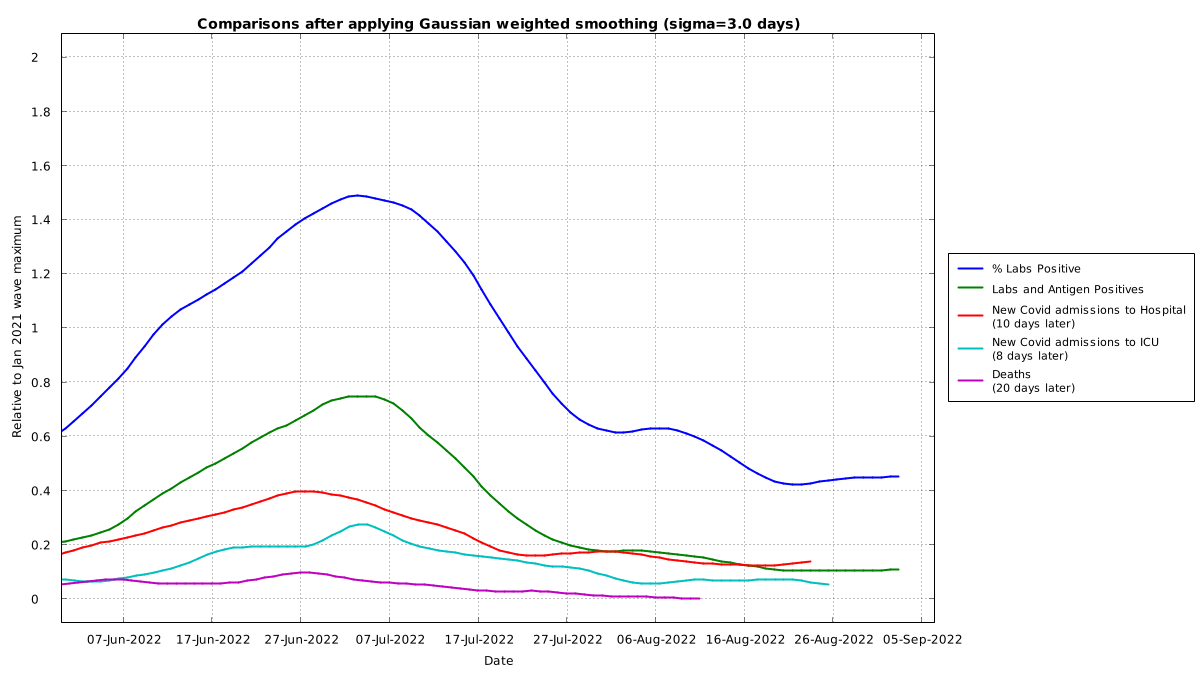 Comparisons after applying Gaussian weighted smoothing (sigma=3.0 days)
Relative to Jan 2021 wave maximum
2
1.8
1.6
1.4
1.2
1
0.8
0.6
0.4
0.2
0
07-Jun-2022 17-Jun-2022 27-Jun-2022 07-Jul-2022 17-Jul-2022 27-Jul-2022 06-Aug-2022 16-Aug-2022 26-Aug-2022 05-Sep-2022
Date
% Labs Positive
Labs and Antigen Positives
New Covid admissions to Hospital
(10 days later)
New Covid admissions to ICU
(8 days later)
Deaths
(20 days later)